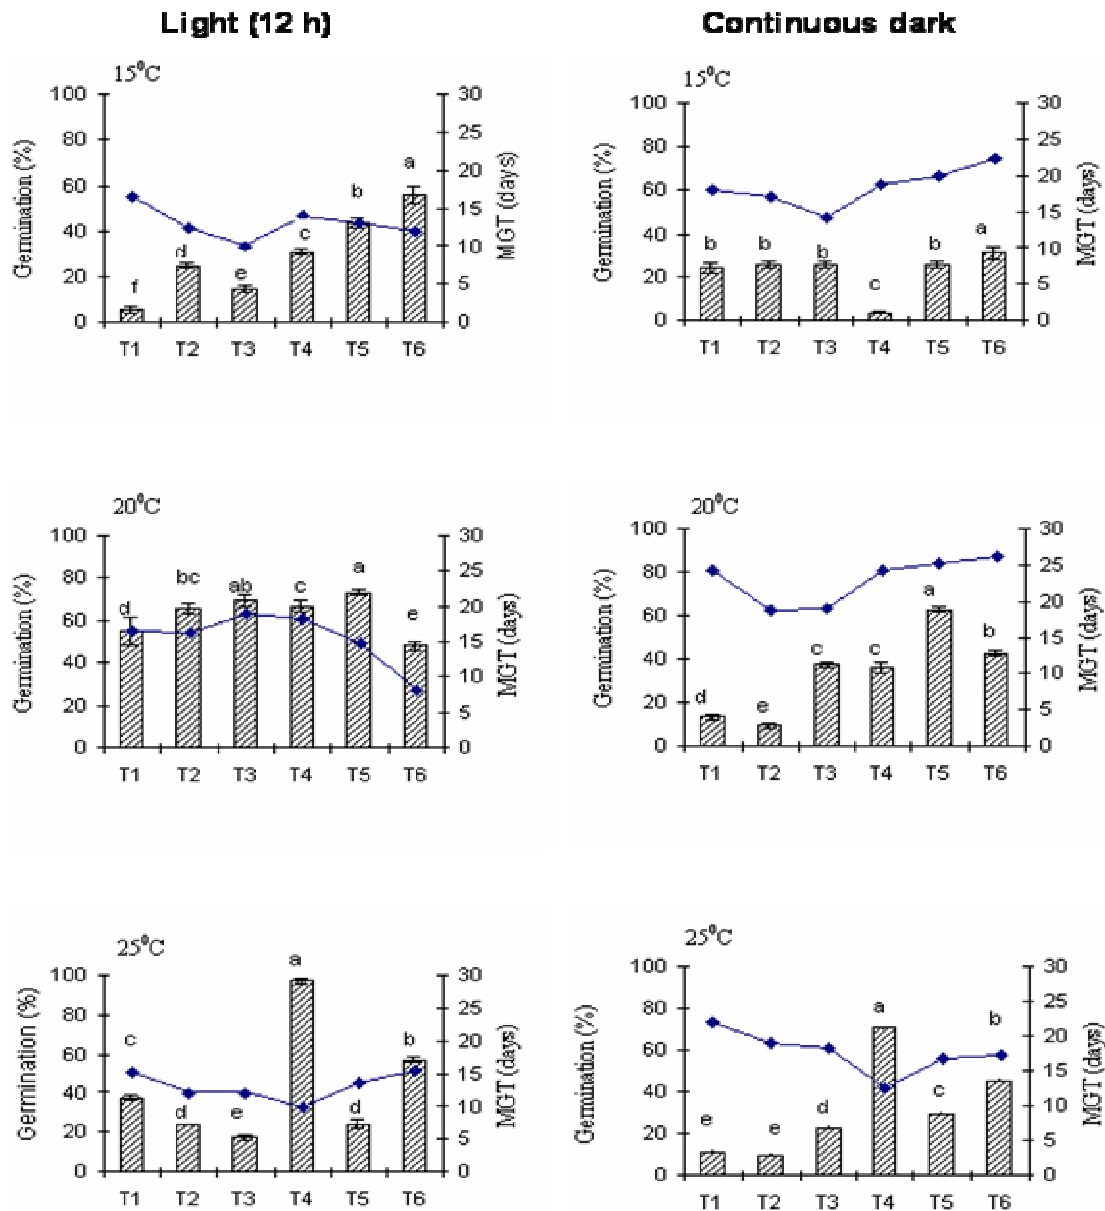 Light (12 h)
Continuous dark
15⁰C
Germination (%)
100
80
60
40
20
0
30
25
20
15
10
5
0
MGT (days)
f
d
e
c
b
a
T1 T2 T3 T4 T5 T6
15⁰C
Germination (%)
100
80
60
40
20
0
30
25
20
15
10
5
0
MGT (days)
b
b
b
c
b
a
T1 T2 T3 T4 T5 T6
20⁰C
Germination (%)
100
80
60
40
20
0
30
25
20
15
10
5
0
MGT (days)
d
bc
ab
c
a
e
T1 T2 T3 T4 T5 T6
20⁰C
Germination (%)
100
80
60
40
20
0
30
25
20
15
10
5
0
MGT (days)
d
e
c
c
a
b
T1 T2 T3 T4 T5 T6
25⁰C
Germination (%)
100
80
60
40
20
0
30
25
20
15
10
5
0
MGT (days)
c
d
e
a
d
b
T1 T2 T3 T4 T5 T6
25⁰C
Germination (%)
100
80
60
40
20
0
30
25
20
15
10
5
0
MGT (days)
e
e
d
a
c
b
T1 T2 T3 T4 T5 T6